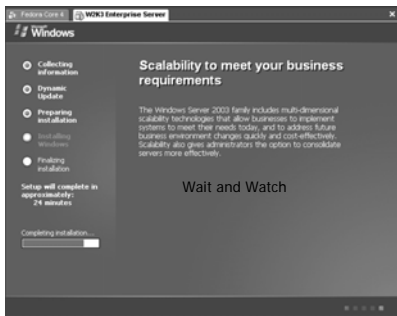 Fedora Core 4
W2K3 Enterprise Server
Microsoft
Windows
Collecting
information
Dynamic
Update
Preparing
installation
Installing
Windows
Finalizing
installation
Setup will complete in
approximately:
24 minutes
Completing installation...
Scalability to meet your business
requirements
The Windows Server 2003 family includes multi-dimensional
scalability technologies that allow businesses to implement
systems to meet their needs today, and to address future
business environment changes quickly and cost-effectively.
Scalability also gives administrators the option to consolidate
servers more effectively.
Wait and Watch